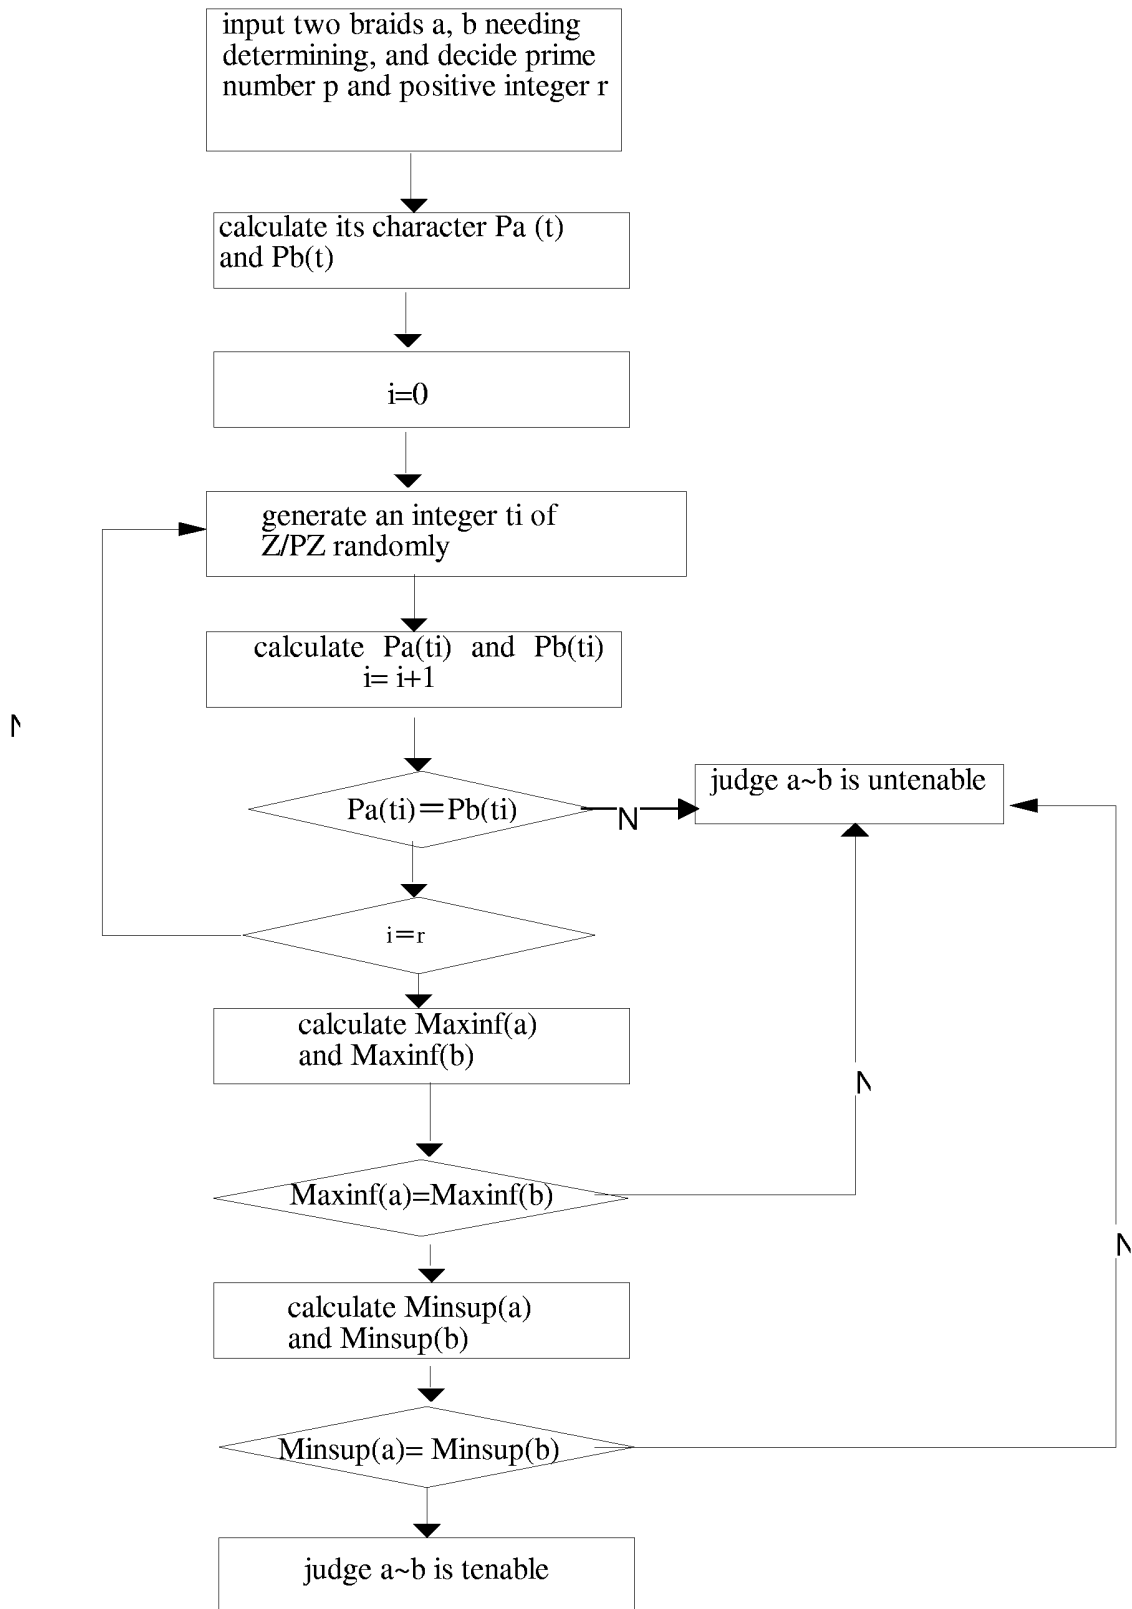 input two braids a, b needing
determining, and decide prime
number p and positive integer r
calculate its character Pa (t)
and Pb(t)
i=0
generate an integer ti of
Z/PZ randomly
calculate Pa(ti) and Pb(ti)
i= i+1
N
Pa(ti)=Pb(ti)
N
judge a~b is untenable
i=r
calculate Maxinf(a)
and Maxinf(b)
N
Maxinf(a)=Maxinf(b)
N
calculate Minsup(a)
and Minsup(b)
Minsup(a)= Minsup(b)
judge a~b is tenable